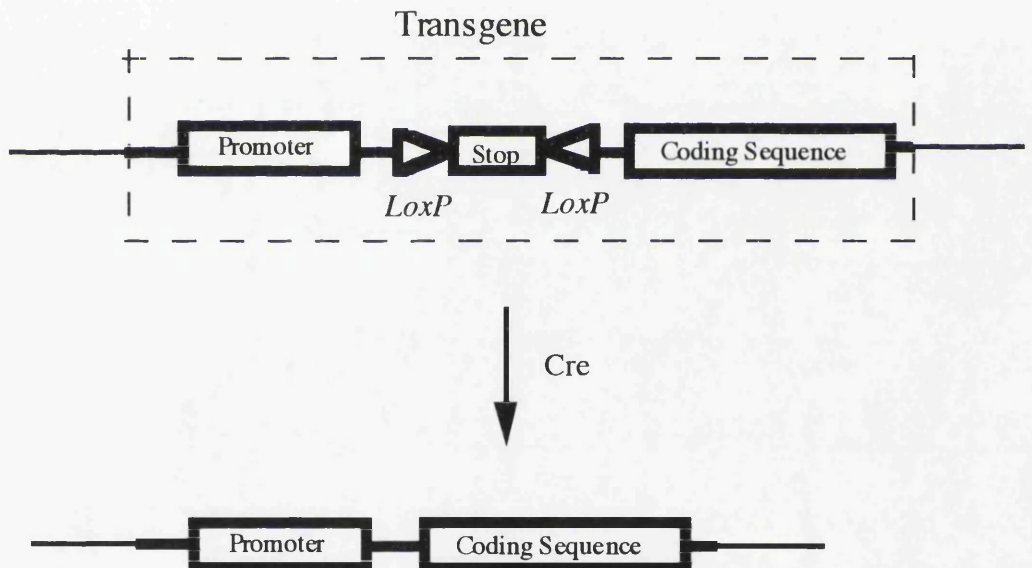 Transgene
Promoter Stop Coding Sequence
LoxP LoxP
Cre
Promoter Coding Sequence